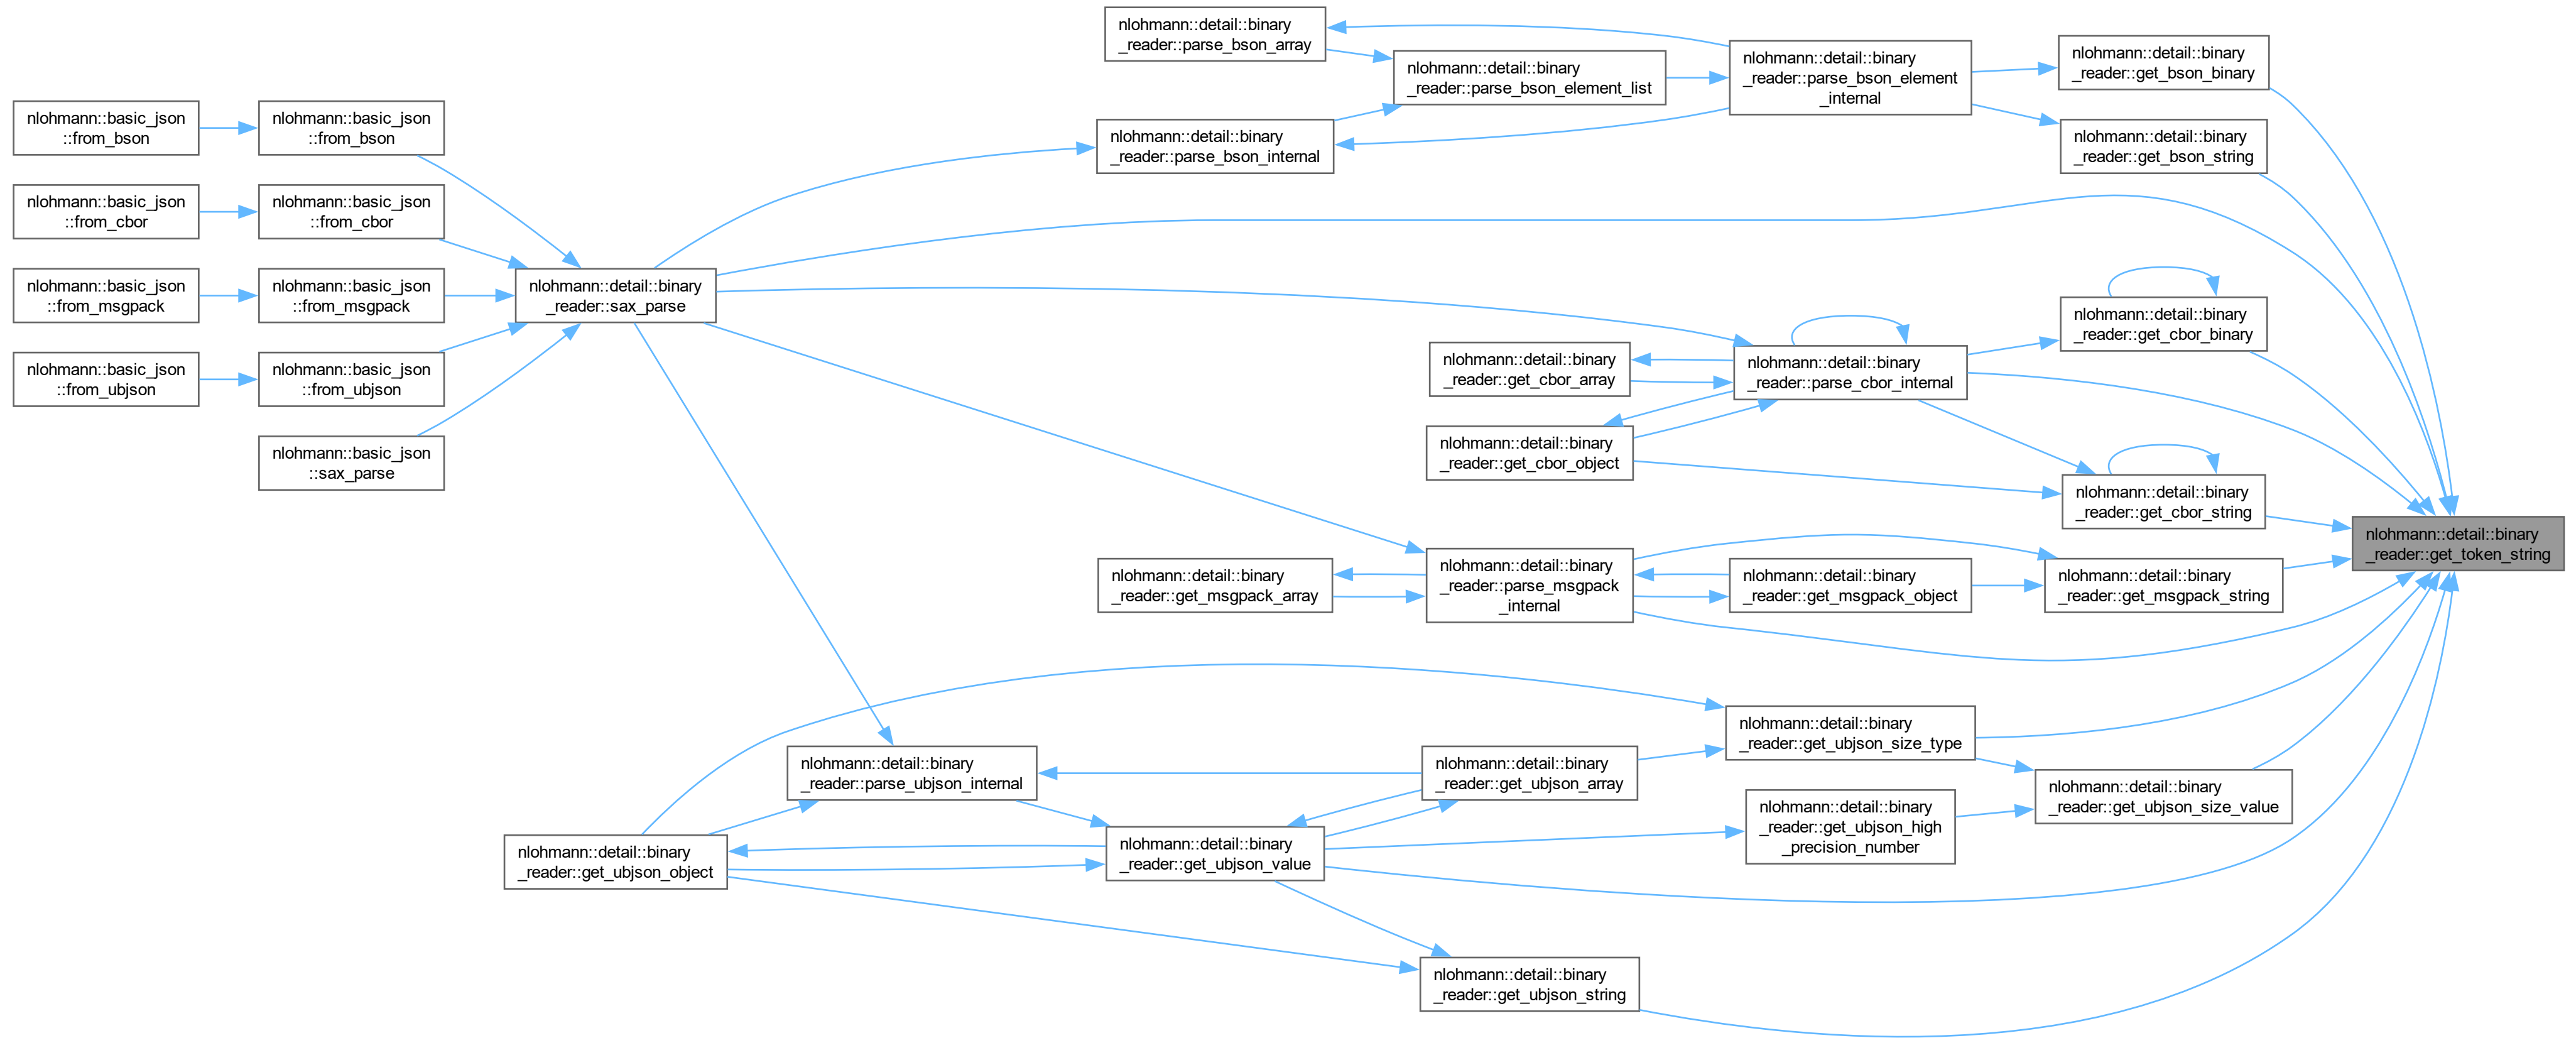 nlohmann::detail::binary
_reader::parse_bson_array
nlohmann::detail::binary
_reader::parse_bson_element_list
nlohmann::detail::binary
_reader::parse_bson_element
_internal
nlohmann::detail::binary
_reader::get_bson_binary
nlohmann::basic_json
::from_bson
nlohmann::basic_json
::from_bson
nlohmann::detail::binary
_reader::parse_bson_internal
nlohmann::detail::binary
_reader::get_bson_string
nlohmann::basic_json
::from_cbor
nlohmann::basic_json
::from_cbor
nlohmann::basic_json
::from_msgpack
nlohmann::basic_json
::from_msgpack
nlohmann::detail::binary
_reader::sax_parse
nlohmann::detail::binary
_reader::get_cbor_binary
nlohmann::basic_json
::from_ubjson
nlohmann::basic_json
::from_ubjson
nlohmann::detail::binary
_reader::get_cbor_array
nlohmann::detail::binary
_reader::parse_cbor_internal
nlohmann::basic_json
::sax_parse
nlohmann::detail::binary
_reader::get_cbor_object
nlohmann::detail::binary
_reader::get_cbor_string
nlohmann::detail::binary
_reader::get_token_string
nlohmann::detail::binary
_reader::get_msgpack_array
nlohmann::detail::binary
_reader::parse_msgpack
_internal
nlohmann::detail::binary
_reader::get_msgpack_object
nlohmann::detail::binary
_reader::get_msgpack_string
nlohmann::detail::binary
_reader::get_ubjson_size_type
nlohmann::detail::binary
_reader::parse_ubjson_internal
nlohmann::detail::binary
_reader::get_ubjson_array
nlohmann::detail::binary
_reader::get_ubjson_size_value
nlohmann::detail::binary
_reader::get_ubjson_high
_precision_number
nlohmann::detail::binary
_reader::get_ubjson_object
nlohmann::detail::binary
_reader::get_ubjson_value
nlohmann::detail::binary
_reader::get_ubjson_string